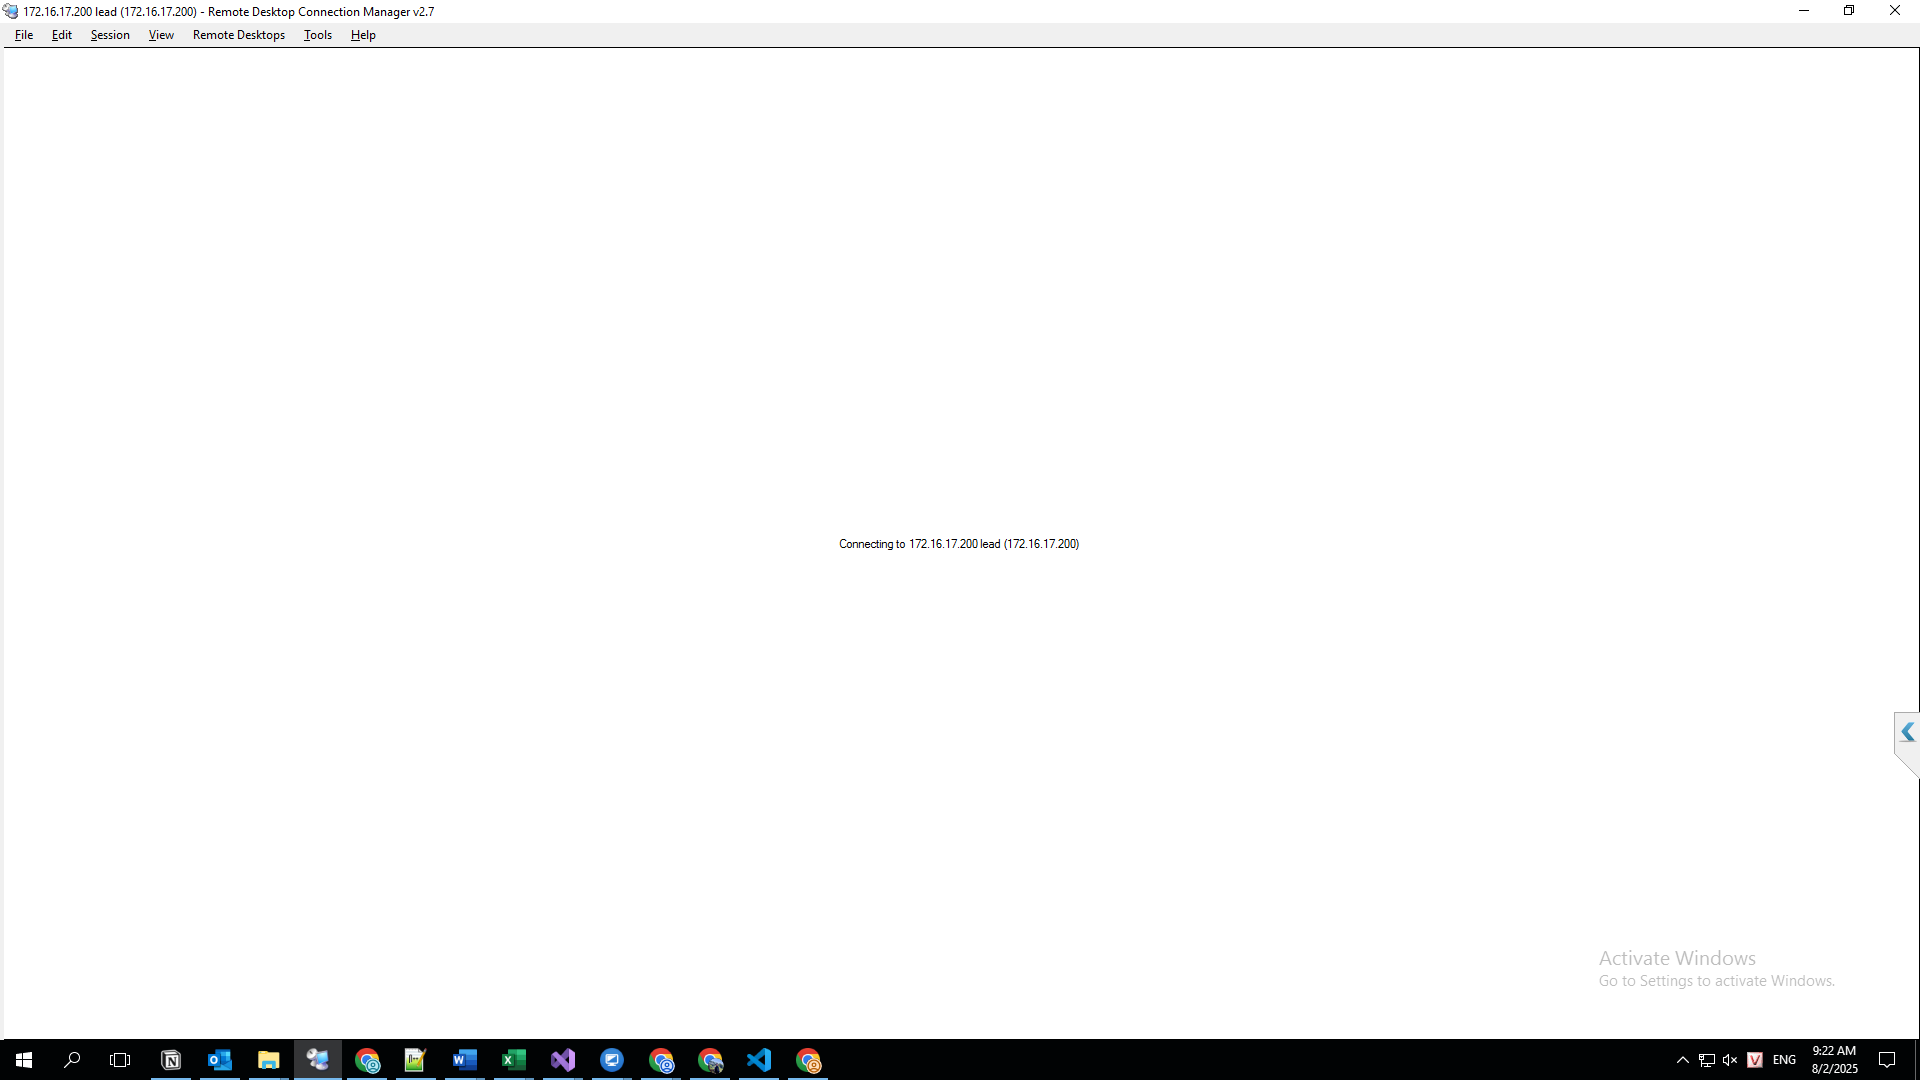 172.16.17.200 lead (172.16.17.200) - Remote Desktop Connection Manager v2.7
File Edit Session View Remote Desktops Tools Help
Connecting to 172.16.17.200 lead (172.16.17.200)
Activate Windows
Go to Settings to activate Windows.
ENG
9:22 AM
8/2/2025